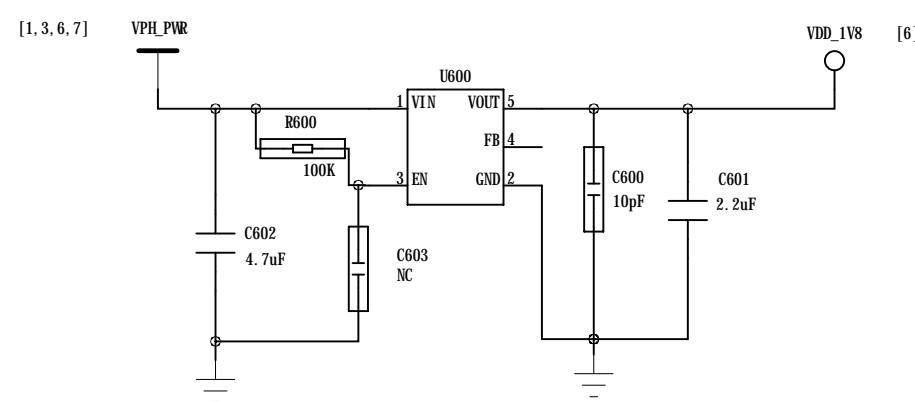 [1,3,6,7] VPH_PWR
VDD_1V8 [6]
U600
1 VIN VOUT 5
R600
FB 4
100K
3 EN GND 2
C600
10pF
C601
2.2uF
C602
4.7uF
C603
NC